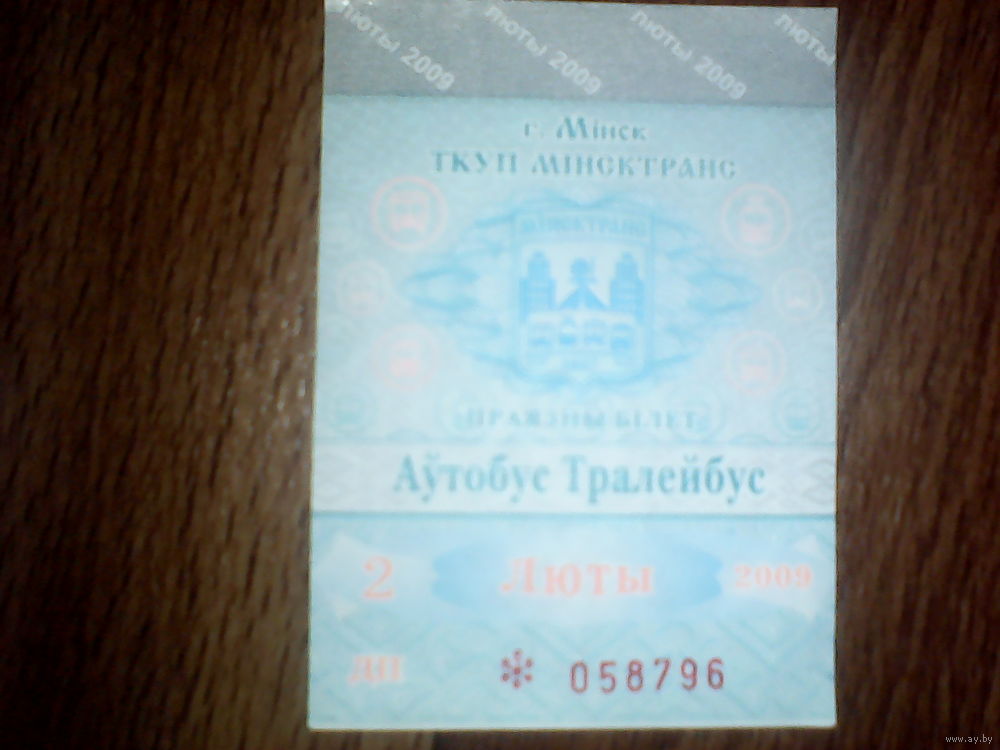 люты 2009 люты 2009 люты 2009 люты
г. Мінск
ТКУП МІНСКТРАНС
МІНСКТРАНС
ПРАЯЗНЫ БІЛЕТ
Аўтобус Тралейбус
2 Люты 2009
ДП * 058796
www.ay.by